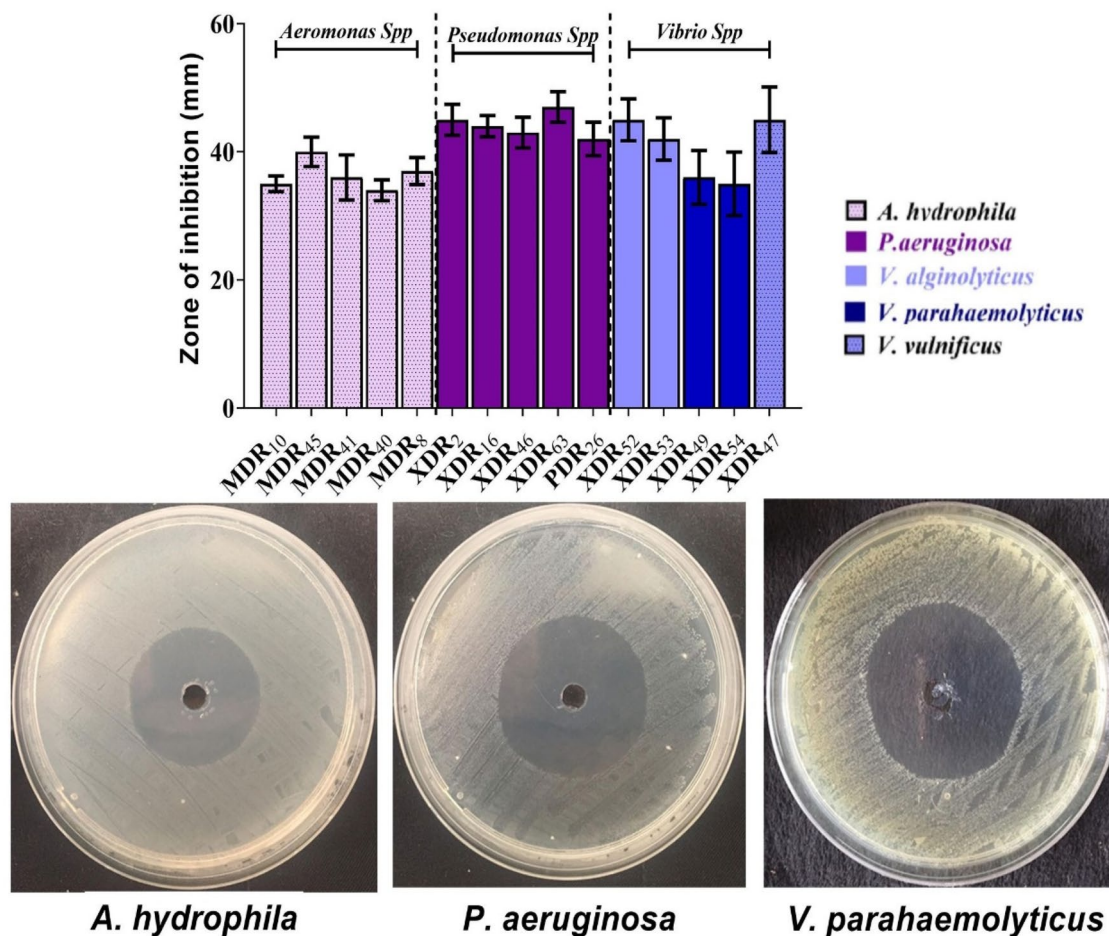 60
Aeromonas Spp
Pseudomonas Spp
Vibrio Spp
Zone of inhibition (mm)
40
20
0
A. hydrophila
P.aeruginosa
V. alginolyticus
V. parahaemolyticus
V. vulnificus
MDR10
MDR45
MDR41
MDR40
MDR8
XDR2
XDR16
XDR46
XDR63
PDR26
XDR52
XDR53
XDR49
XDR54
XDR47
A. hydrophila
P. aeruginosa
V. parahaemolyticus